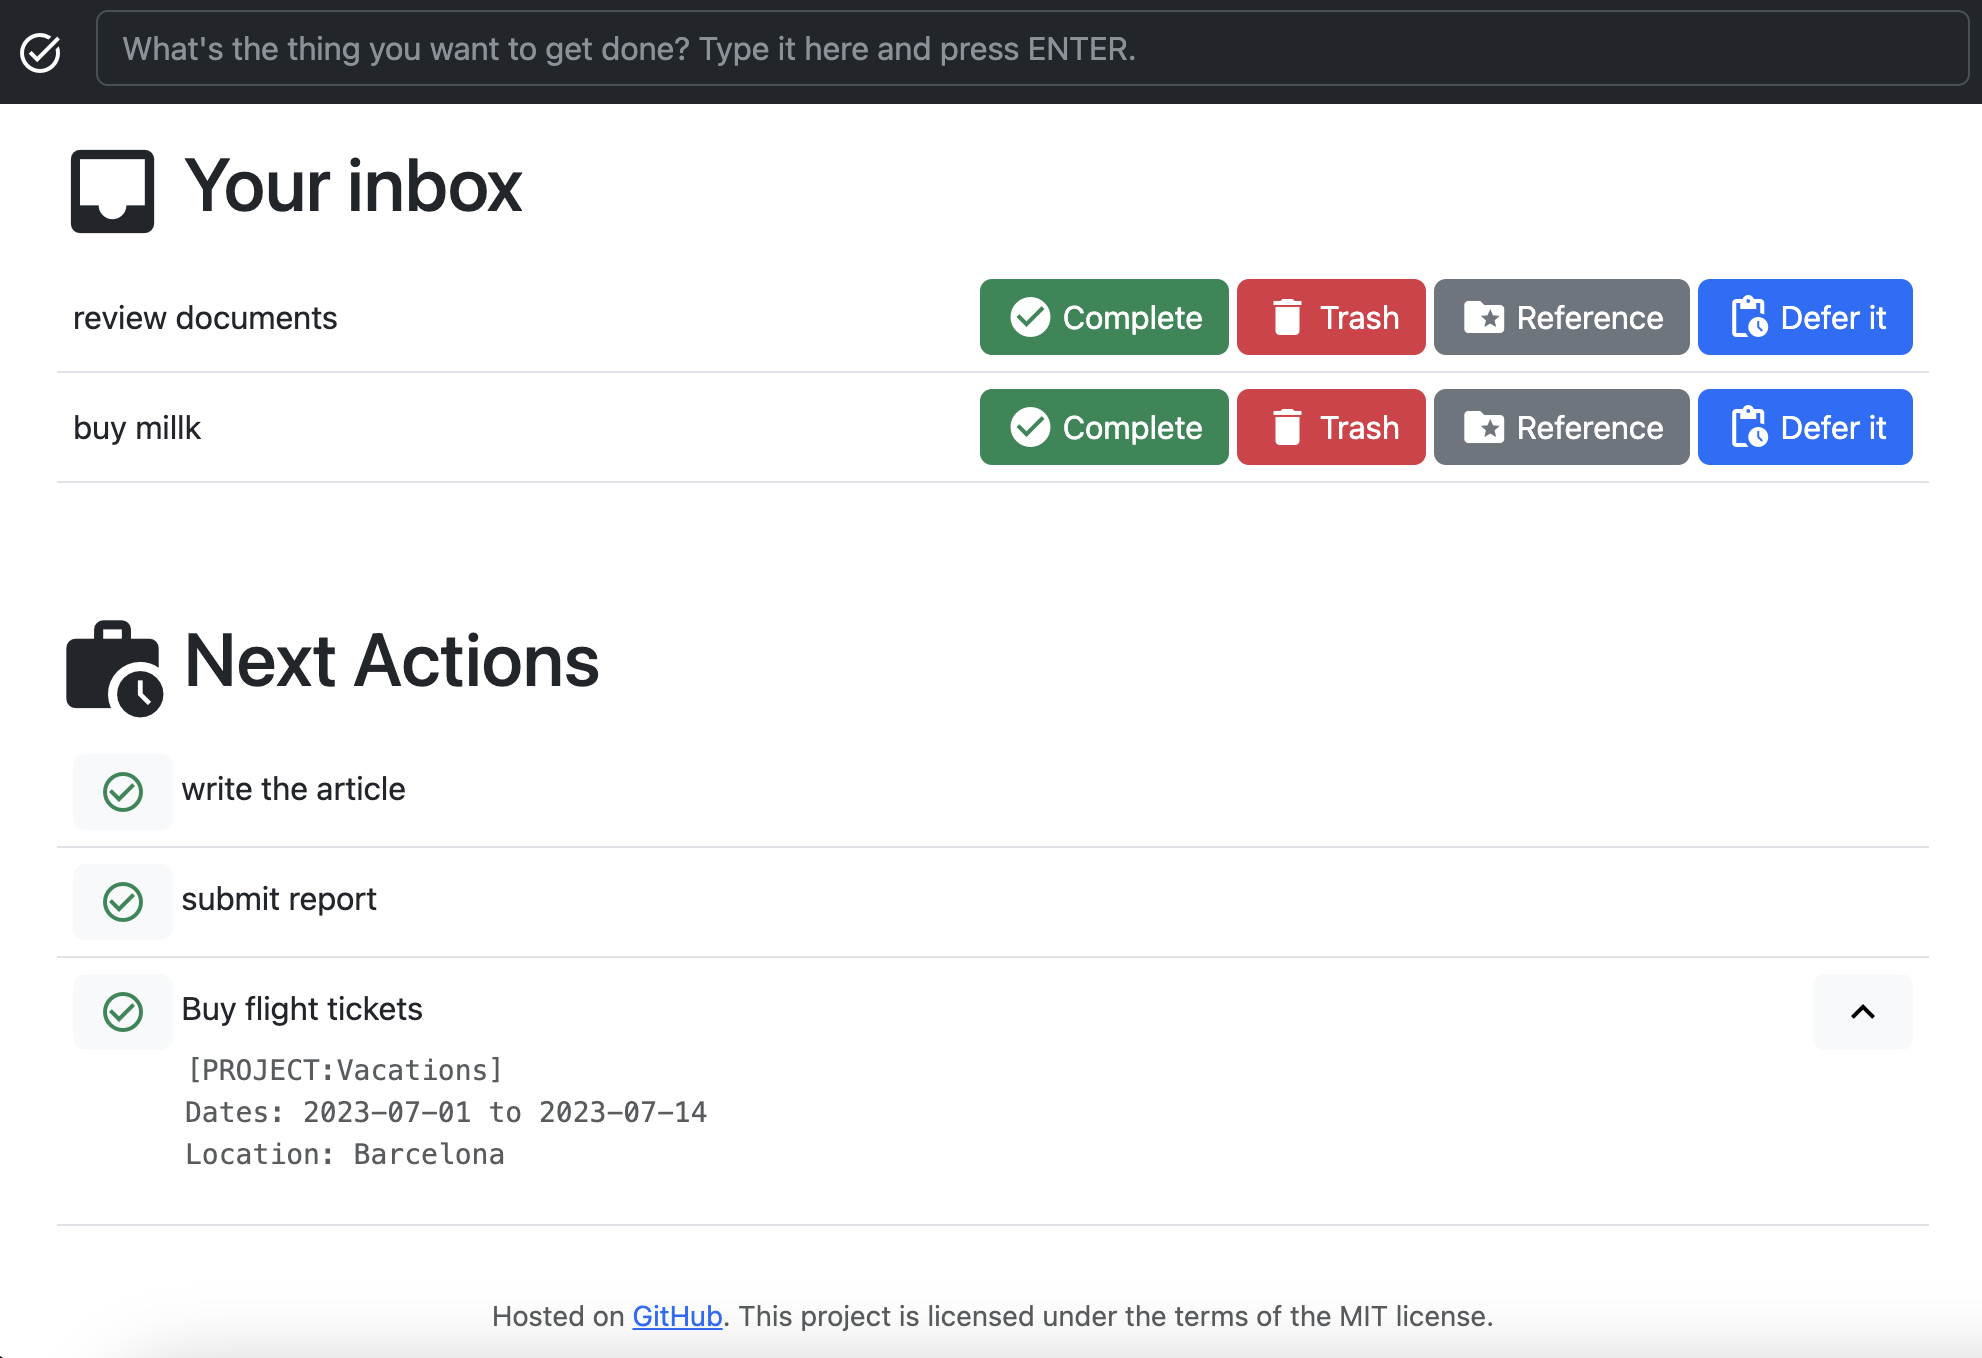 What's the thing you want to get done? Type it here and press ENTER.
Your inbox
review documents Complete Trash Reference Defer it
buy millk Complete Trash Reference Defer it
Next Actions
write the article
submit report
Buy flight tickets
[PROJECT:Vacations]
Dates: 2023-07-01 to 2023-07-14
Location: Barcelona
Hosted on GitHub. This project is licensed under the terms of the MIT license.